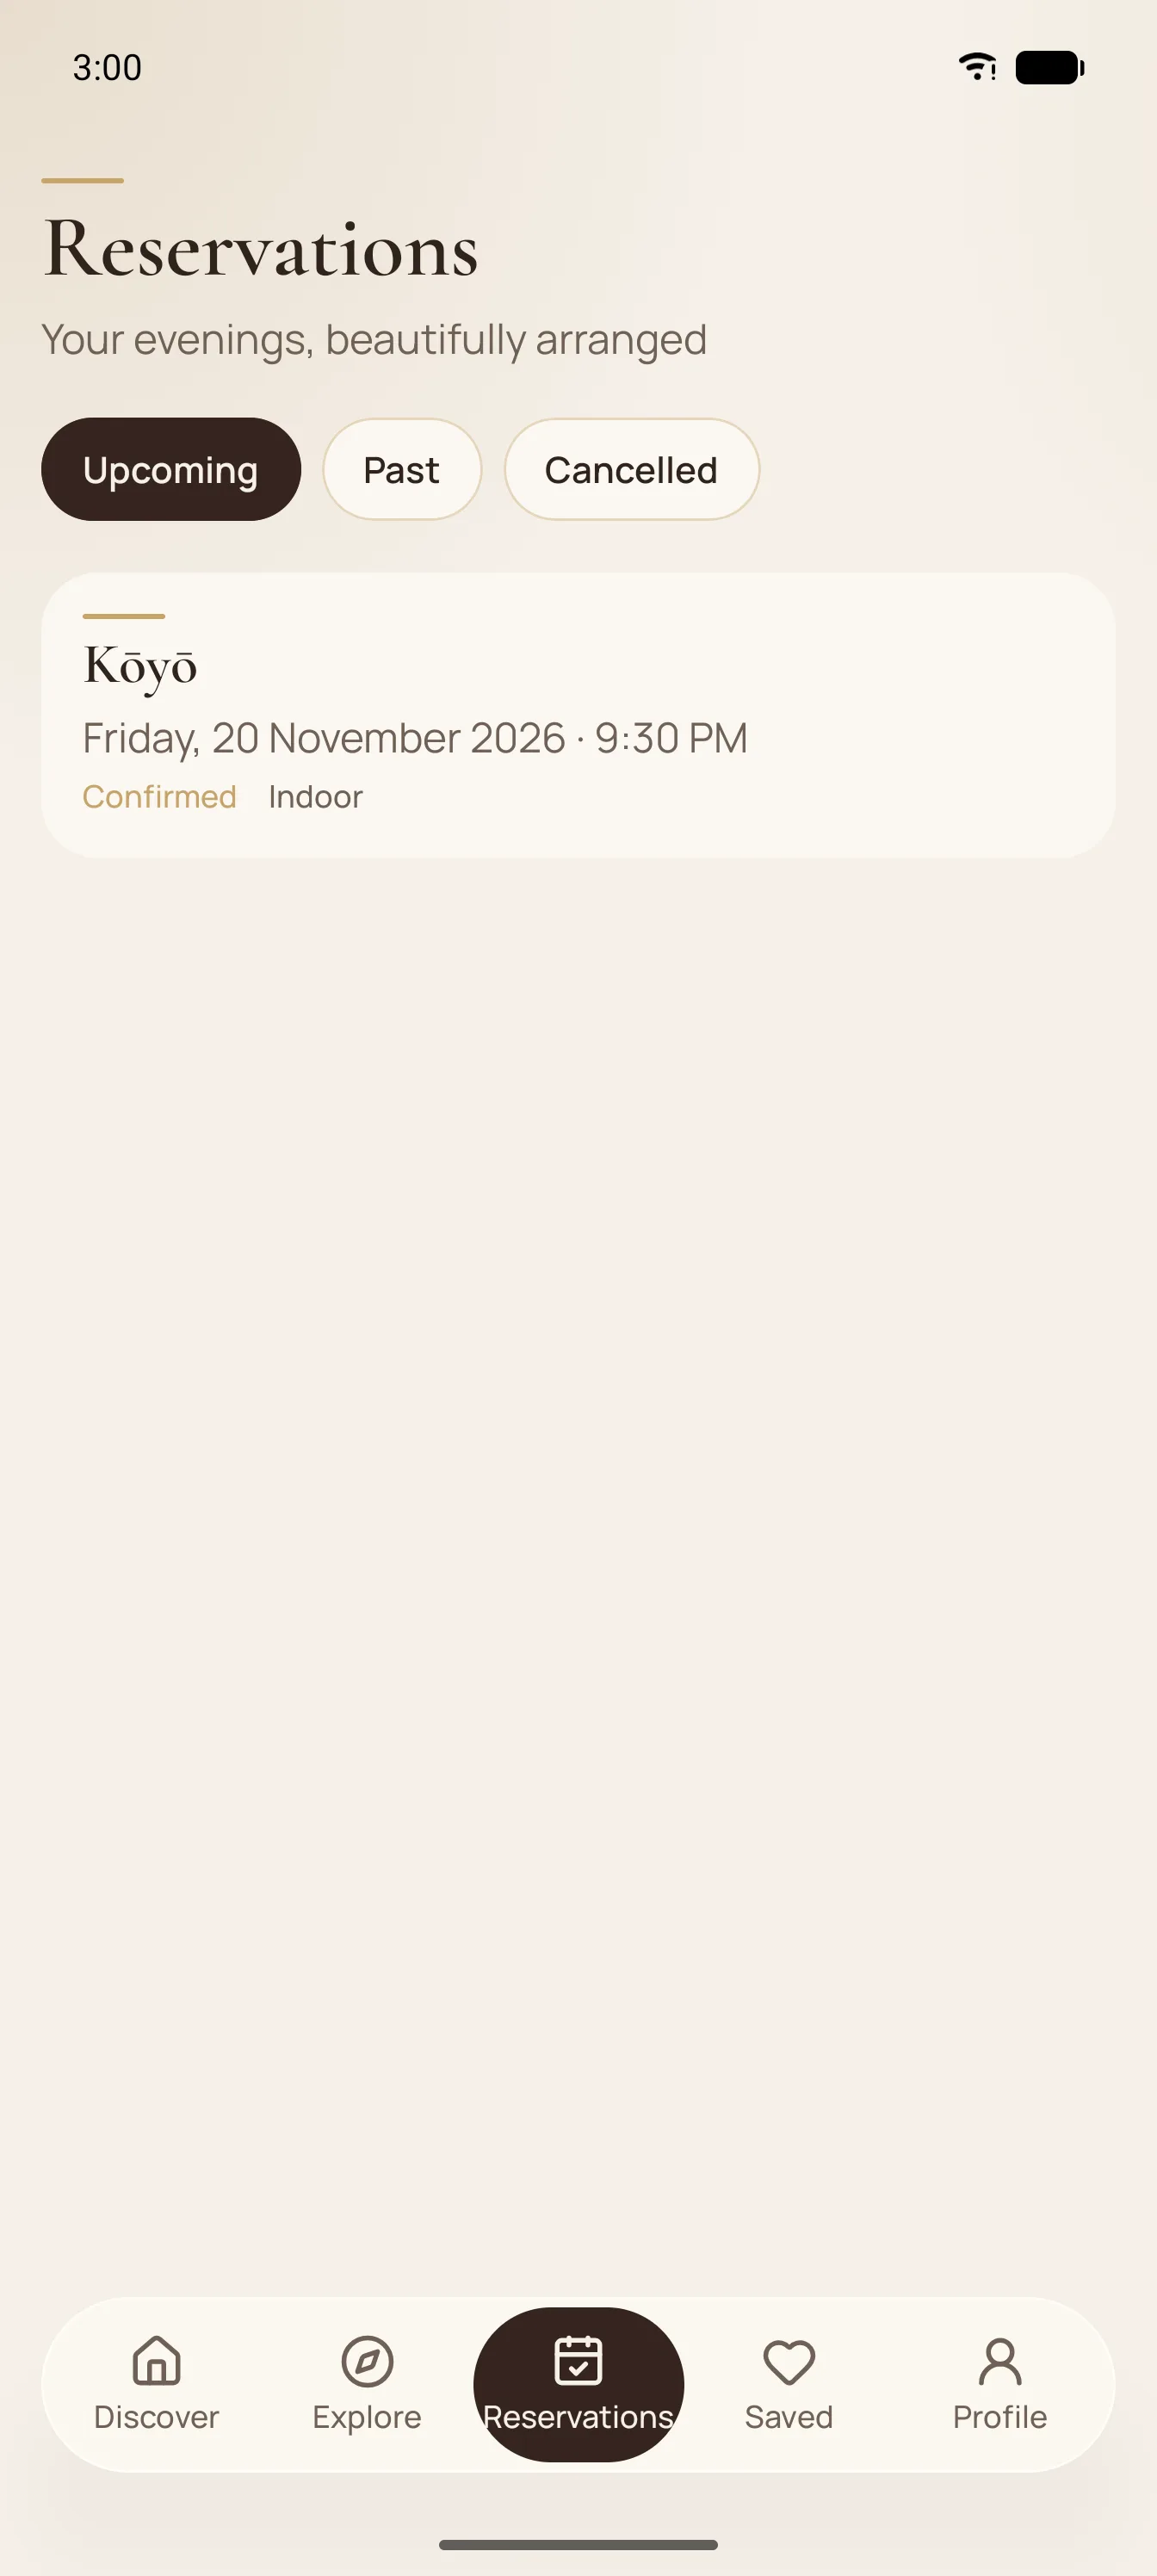 3:00
Reservations
Your evenings, beautifully arranged
Upcoming Past Cancelled
Kōyō
Friday, 20 November 2026 · 9:30 PM
Confirmed Indoor
Discover Explore Reservations Saved Profile